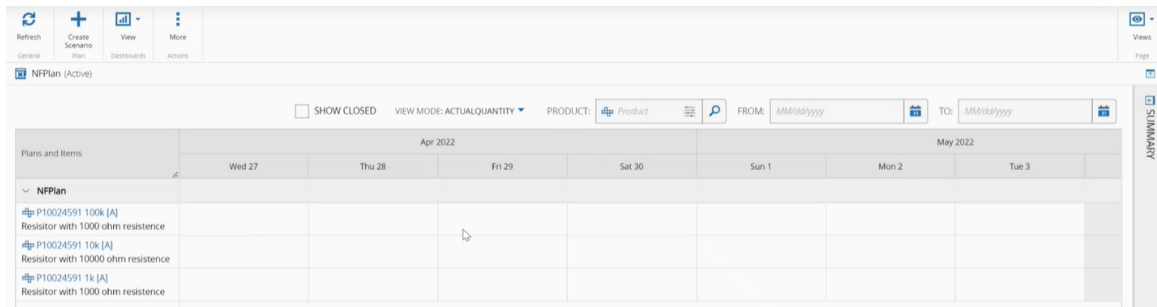 Refresh
Create Scenario
View
More
Views
General
Plan
Dashboards
Actions
Page
NFPlan (Active)
SHOW CLOSED
VIEW MODE: ACTUALQUANTITY
PRODUCT:
Product
FROM:
MM/dd/yyyy
TO:
MM/dd/yyyy
SUMMARY
Plans and Items
Apr 2022
May 2022
Wed 27
Thu 28
Fri 29
Sat 30
Sun 1
Mon 2
Tue 3
NFPlan
P10024591 100k [A]
Resisitor with 1000 ohm resistence
P10024591 10k [A]
Resisitor with 10000 ohm resistence
P10024591 1k [A]
Resisitor with 1000 ohm resistence